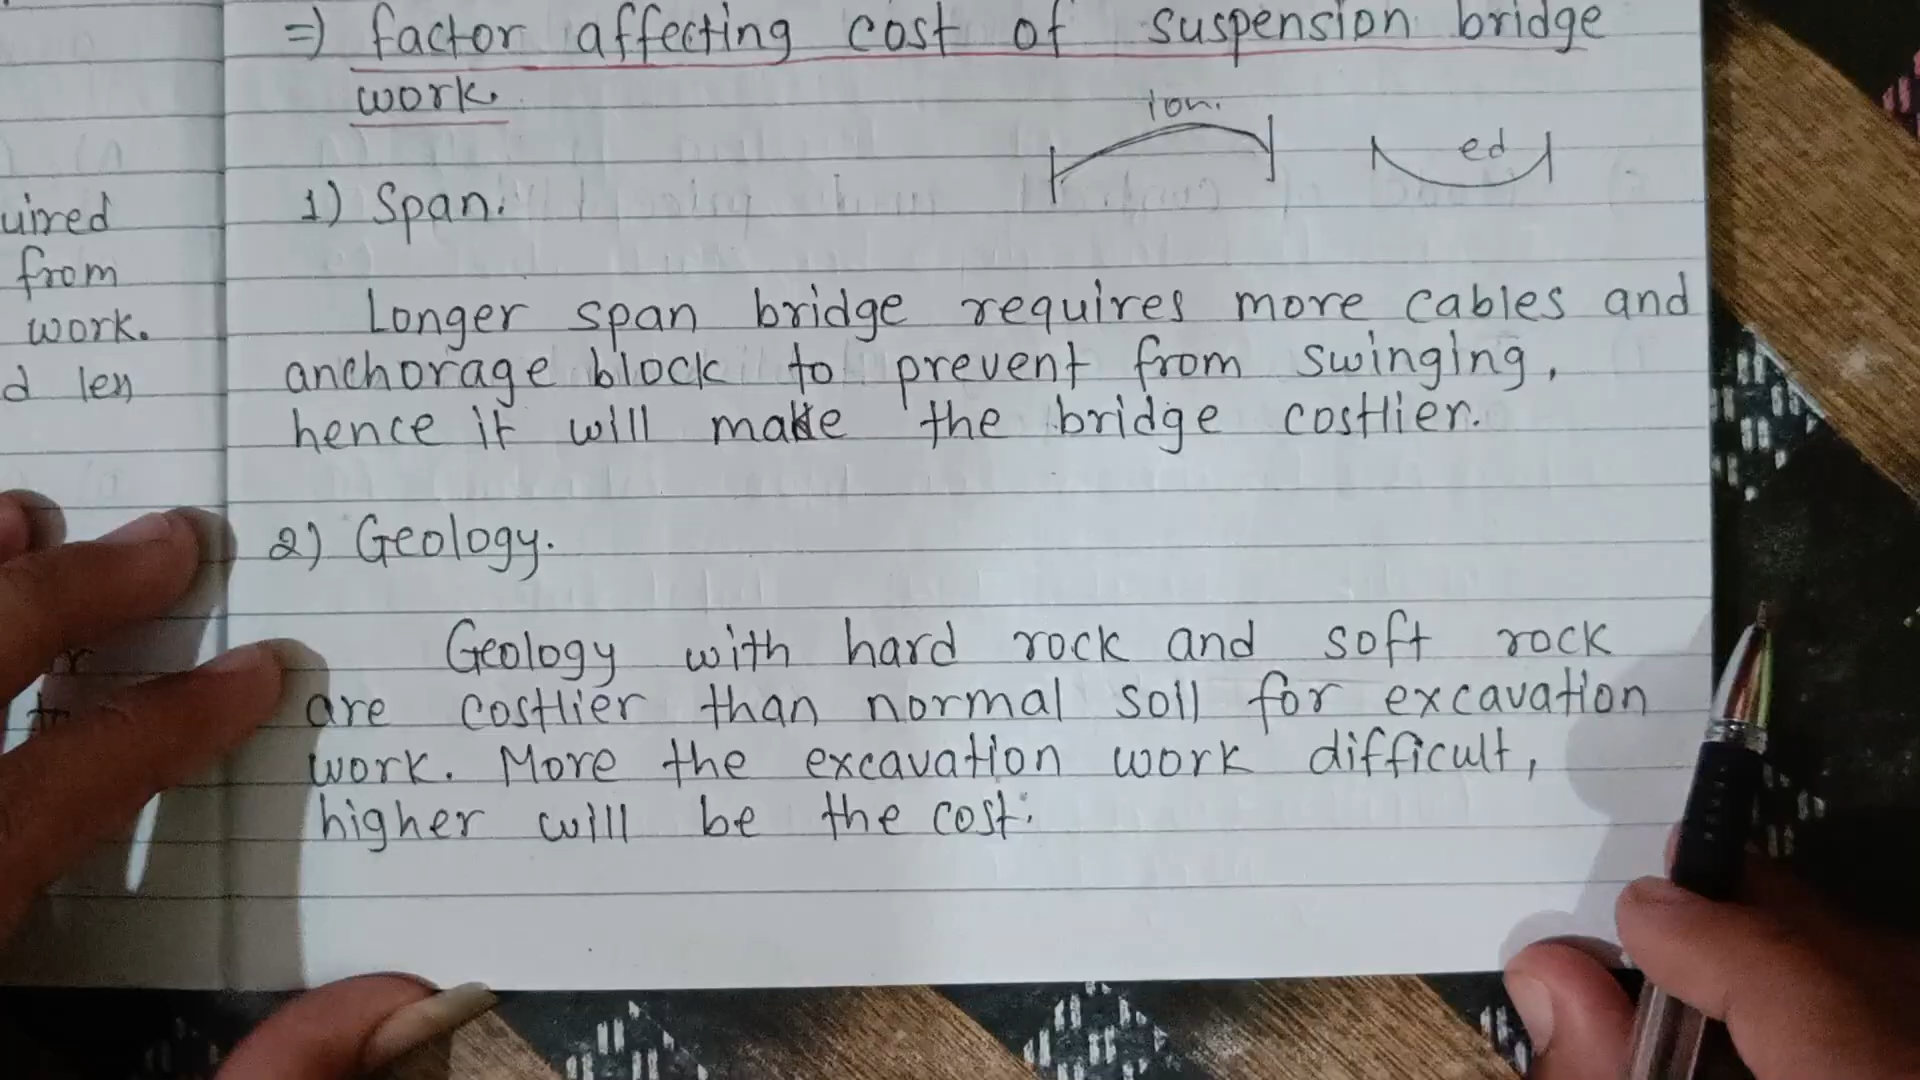 =) factor affecting cost of suspension bridge
work.
ed
1) Span.
Longer span bridge requires more cables and
anchorage block to prevent from swinging,
hence it will make the bridge costlier.
2) Geology.
Geology with hard rock and soft rock
are costlier than normal soil for excavation
work. More the excavation work difficult,
higher will be the cost.
uired
from
work.
d len